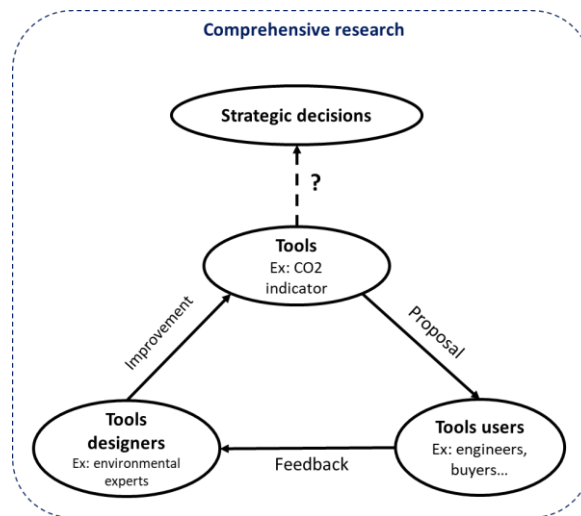 Comprehensive research
Strategic decisions
?
Tools
Ex: CO2
indicator
Improvement
Proposal
Tools
designers
Ex: environmental
experts
Feedback
Tools users
Ex: engineers,
buyers...